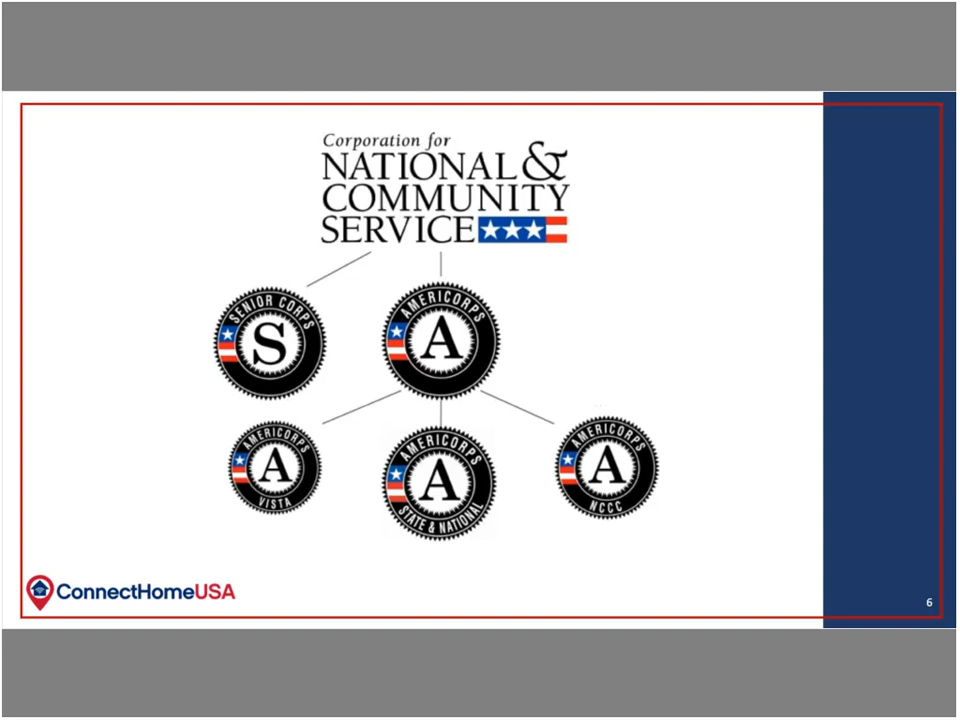 Corporation for
NATIONAL &
COMMUNITY
SERVICE
SENIOR CORPS
S
AMERICORPS
A
AMERICORPS
A
VISTA
AMERICORPS
A
STATE & NATIONAL
AMERICORPS
A
NCCC
ConnectHomeUSA
6